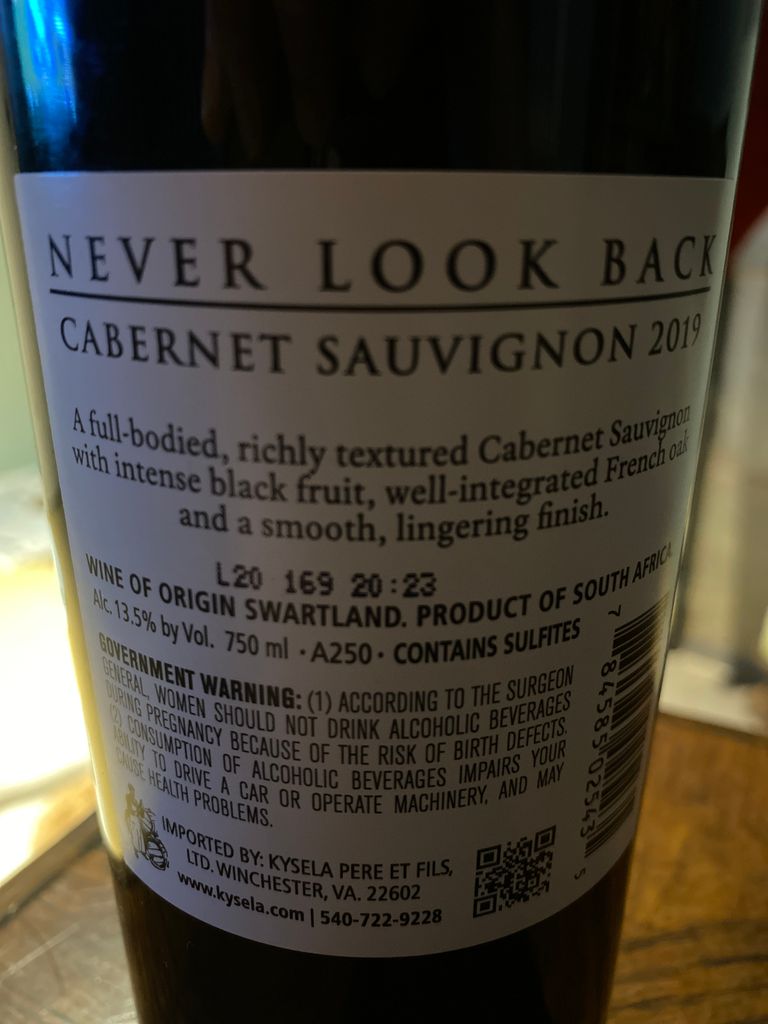 NEVER LOOK BACK
CABERNET SAUVIGNON 2019
A full-bodied, richly textured Cabernet Sauvignon
with intense black fruit, well-integrated French oak
and a smooth, lingering finish.
L20 169 20:23
WINE OF ORIGIN SWARTLAND. PRODUCT OF SOUTH AFRICA.
Alc. 13.5% by Vol. 750 ml · A250 · CONTAINS SULFITES
GOVERNMENT WARNING: (1) ACCORDING TO THE SURGEON
GENERAL, WOMEN SHOULD NOT DRINK ALCOHOLIC BEVERAGES
DURING PREGNANCY BECAUSE OF THE RISK OF BIRTH DEFECTS.
(2) CONSUMPTION OF ALCOHOLIC BEVERAGES IMPAIRS YOUR
ABILITY TO DRIVE A CAR OR OPERATE MACHINERY, AND MAY
CAUSE HEALTH PROBLEMS.
7 84585 02543 5
IMPORTED BY: KYSELA PERE ET FILS,
LTD. WINCHESTER, VA. 22602
www.kysela.com | 540-722-9228